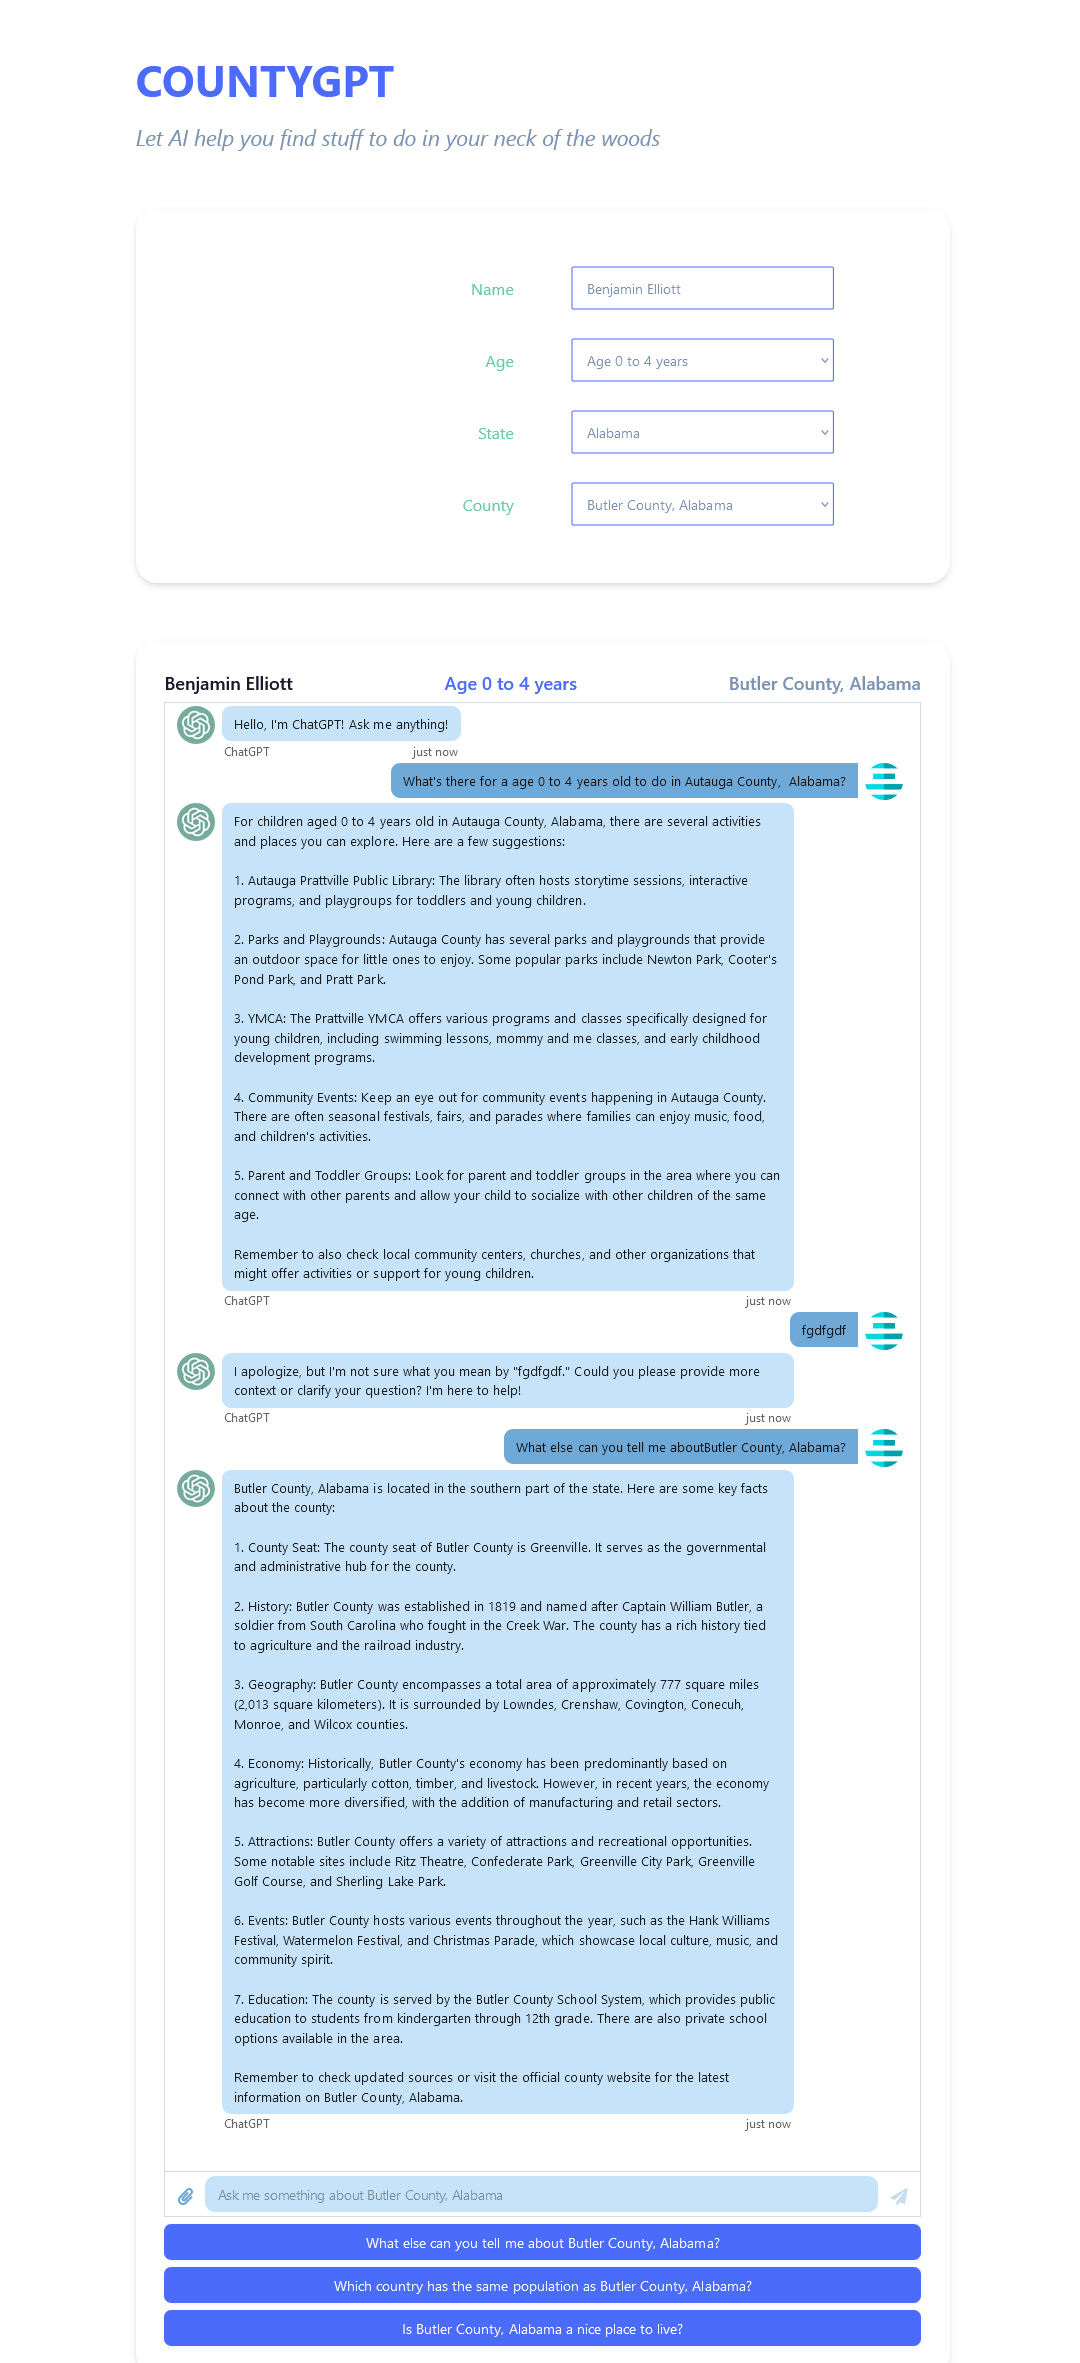 COUNTYGPT
Let AI help you find stuff to do in your neck of the woods
Name
Benjamin Elliott
Age
Age 0 to 4 years
State
Alabama
County
Butler County, Alabama
Benjamin Elliott
Age 0 to 4 years
Butler County, Alabama
Hello, I'm ChatGPT! Ask me anything!
ChatGPT
just now
What's there for a age 0 to 4 years old to do in Autauga County,  Alabama?
For children aged 0 to 4 years old in Autauga County, Alabama, there are several activities
and places you can explore. Here are a few suggestions:
1. Autauga Prattville Public Library: The library often hosts storytime sessions, interactive
programs, and playgroups for toddlers and young children.
2. Parks and Playgrounds: Autauga County has several parks and playgrounds that provide
an outdoor space for little ones to enjoy. Some popular parks include Newton Park, Cooter's
Pond Park, and Pratt Park.
3. YMCA: The Prattville YMCA offers various programs and classes specifically designed for
young children, including swimming lessons, mommy and me classes, and early childhood
development programs.
4. Community Events: Keep an eye out for community events happening in Autauga County.
There are often seasonal festivals, fairs, and parades where families can enjoy music, food,
and children's activities.
5. Parent and Toddler Groups: Look for parent and toddler groups in the area where you can
connect with other parents and allow your child to socialize with other children of the same
age.
Remember to also check local community centers, churches, and other organizations that
might offer activities or support for young children.
ChatGPT
just now
fgdfgdf
I apologize, but I'm not sure what you mean by "fgdfgdf." Could you please provide more
context or clarify your question? I'm here to help!
ChatGPT
just now
What else can you tell me aboutButler County, Alabama?
Butler County, Alabama is located in the southern part of the state. Here are some key facts
about the county:
1. County Seat: The county seat of Butler County is Greenville. It serves as the governmental
and administrative hub for the county.
2. History: Butler County was established in 1819 and named after Captain William Butler, a
soldier from South Carolina who fought in the Creek War. The county has a rich history tied
to agriculture and the railroad industry.
3. Geography: Butler County encompasses a total area of approximately 777 square miles
(2,013 square kilometers). It is surrounded by Lowndes, Crenshaw, Covington, Conecuh,
Monroe, and Wilcox counties.
4. Economy: Historically, Butler County's economy has been predominantly based on
agriculture, particularly cotton, timber, and livestock. However, in recent years, the economy
has become more diversified, with the addition of manufacturing and retail sectors.
5. Attractions: Butler County offers a variety of attractions and recreational opportunities.
Some notable sites include Ritz Theatre, Confederate Park, Greenville City Park, Greenville
Golf Course, and Sherling Lake Park.
6. Events: Butler County hosts various events throughout the year, such as the Hank Williams
Festival, Watermelon Festival, and Christmas Parade, which showcase local culture, music, and
community spirit.
7. Education: The county is served by the Butler County School System, which provides public
education to students from kindergarten through 12th grade. There are also private school
options available in the area.
Remember to check updated sources or visit the official county website for the latest
information on Butler County, Alabama.
ChatGPT
just now
Ask me something about Butler County, Alabama
What else can you tell me about Butler County, Alabama?
Which country has the same population as Butler County, Alabama?
Is Butler County, Alabama a nice place to live?